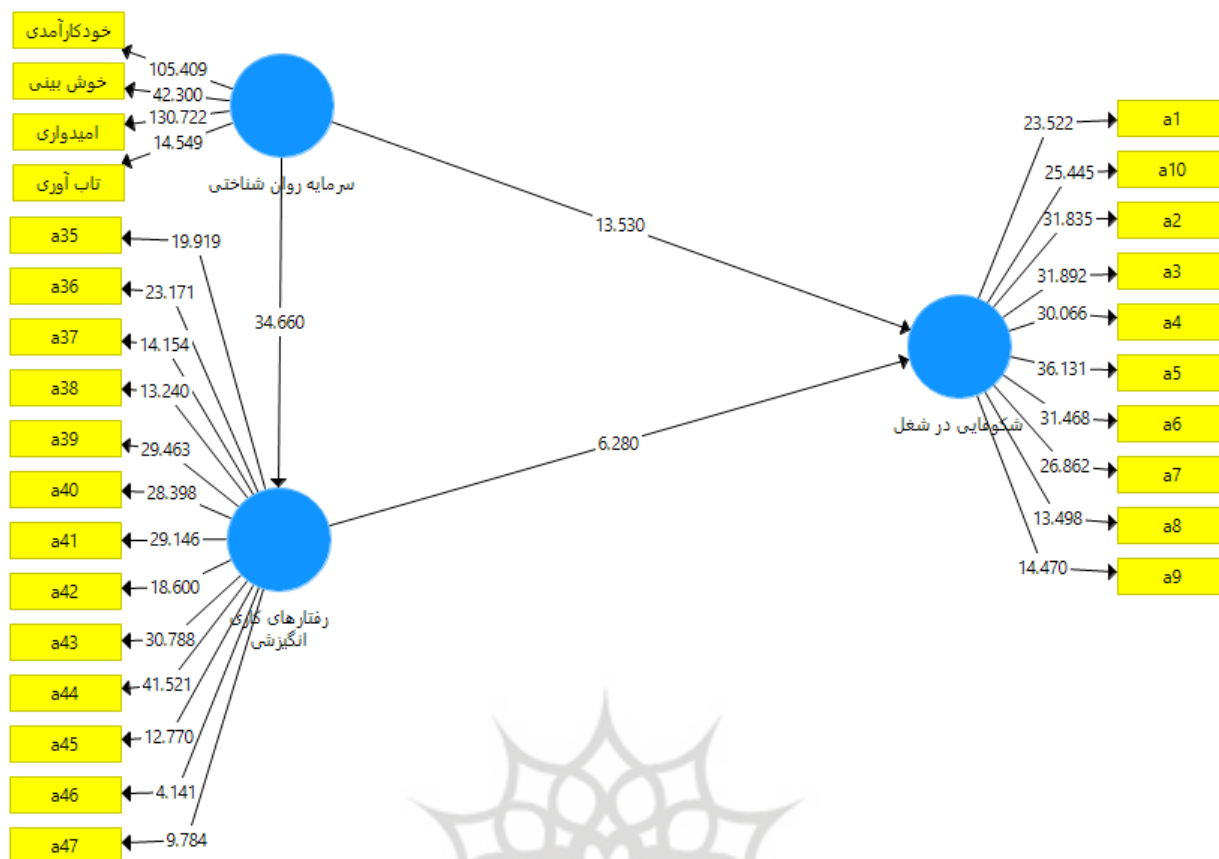 خودکارآمدی
خوش بینی
امیدواری
تاب آوری
105.409
42.300
130.722
14.549
سرمایه روان شناختی
a35
a36
a37
a38
a39
a40
a41
a42
a43
a44
a45
a46
a47
19.919
23.171
14.154
13.240
29.463
28.398
29.146
18.600
30.788
41.521
12.770
4.141
9.784
رفتارهای کاری
انگیزشی
34.660
13.530
6.280
شکوفایی در شغل
23.522
25.445
31.835
31.892
30.066
36.131
31.468
26.862
13.498
14.470
a1
a10
a2
a3
a4
a5
a6
a7
a8
a9